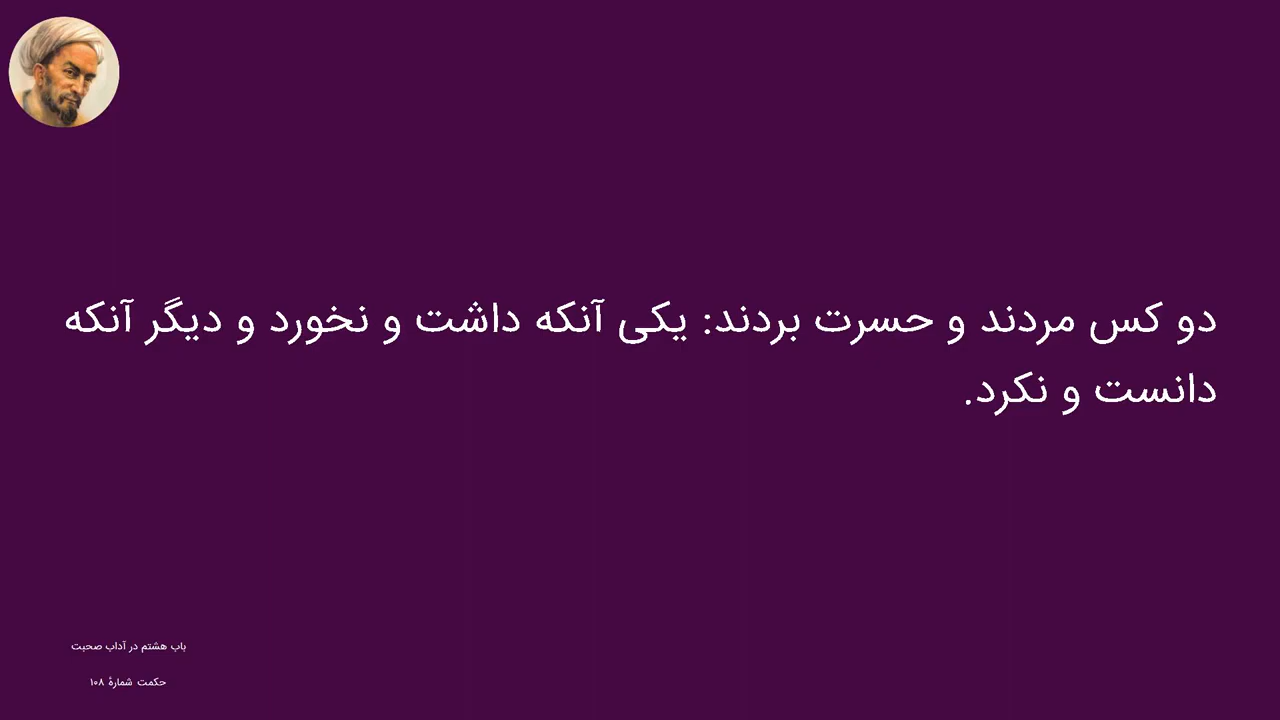 دو کس مردند و حسرت بردند: یکی آنکه داشت و نخورد و دیگر آنکه
دانست و نکرد.
باب هشتم در آداب صحبت
حکمت شمارهٔ ۱۰۸